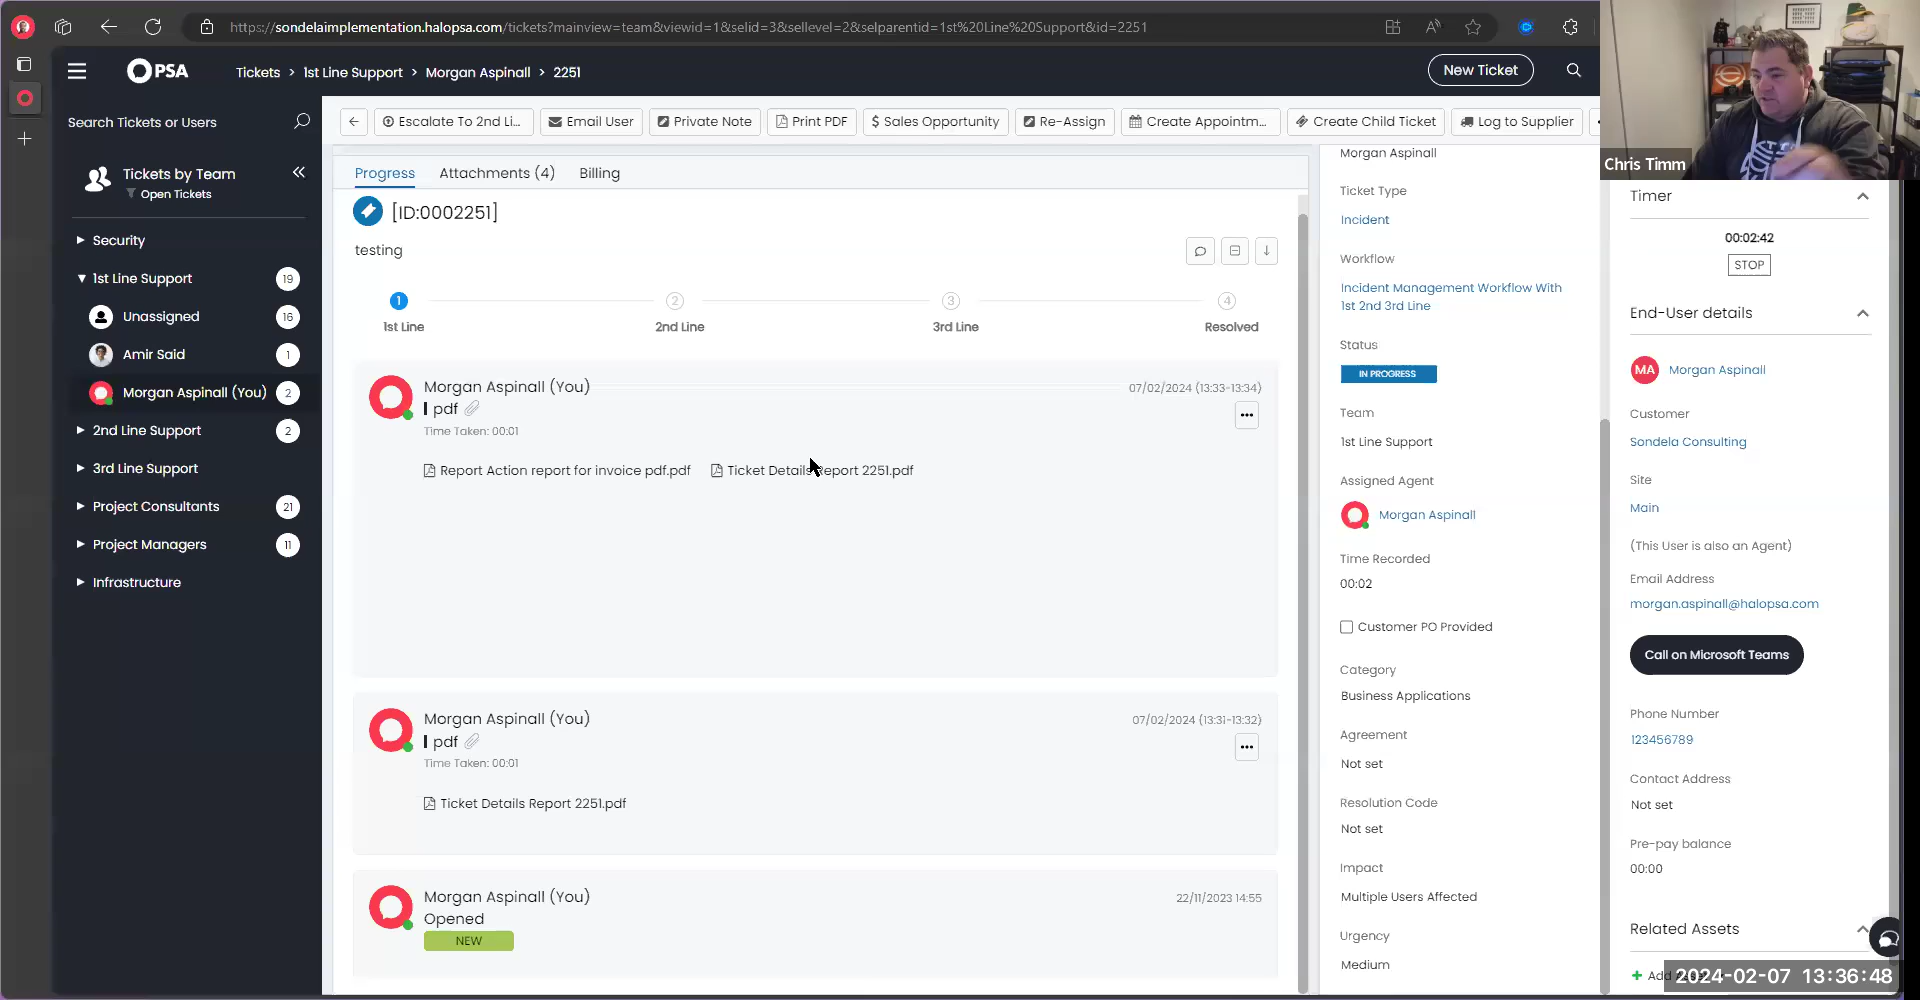 https://sondelaimplementation.halopsa.com/tickets?mainview=team&viewid=1&selid=3&sellevel=2&selparentid=1st%20Line%20Support&id=2251
PSA
Tickets > 1st Line Support > Morgan Aspinall > 2251
New Ticket
Chris Timm
Search Tickets or Users
Escalate To 2nd Li...
Email User
Private Note
Print PDF
$ Sales Opportunity
Re-Assign
Create Appointm...
Create Child Ticket
Log to Supplier
Tickets by Team
Open Tickets
Security
1st Line Support 19
Unassigned 16
Amir Said 1
Morgan Aspinall (You) 2
2nd Line Support 2
3rd Line Support
Project Consultants 21
Project Managers 11
Infrastructure
Progress
Attachments (4)
Billing
[ID:0002251]
testing
1 2 3 4
1st Line
2nd Line
3rd Line
Resolved
Morgan Aspinall (You)
07/02/2024 (13:33-13:34)
pdf
Time Taken: 00:01
Report Action report for invoice pdf.pdf
Ticket Details Report 2251.pdf
Morgan Aspinall (You)
07/02/2024 (13:31-13:32)
pdf
Time Taken: 00:01
Ticket Details Report 2251.pdf
Morgan Aspinall (You)
22/11/2023 14:55
Opened
NEW
Morgan Aspinall
Ticket Type
Incident
Workflow
Incident Management Workflow With
1st 2nd 3rd Line
Status
IN PROGRESS
Team
1st Line Support
Assigned Agent
Morgan Aspinall
Time Recorded
00:02
Customer PO Provided
Category
Business Applications
Agreement
Not set
Resolution Code
Not set
Impact
Multiple Users Affected
Urgency
Medium
Timer
00:02:42
STOP
End-User details
MA
Morgan Aspinall
Customer
Sondela Consulting
Site
Main
(This User is also an Agent)
Email Address
morgan.aspinall@halopsa.com
Call on Microsoft Teams
Phone Number
123456789
Contact Address
Not set
Pre-pay balance
00:00
Related Assets
+ Add
2024-02-07 13:36:48